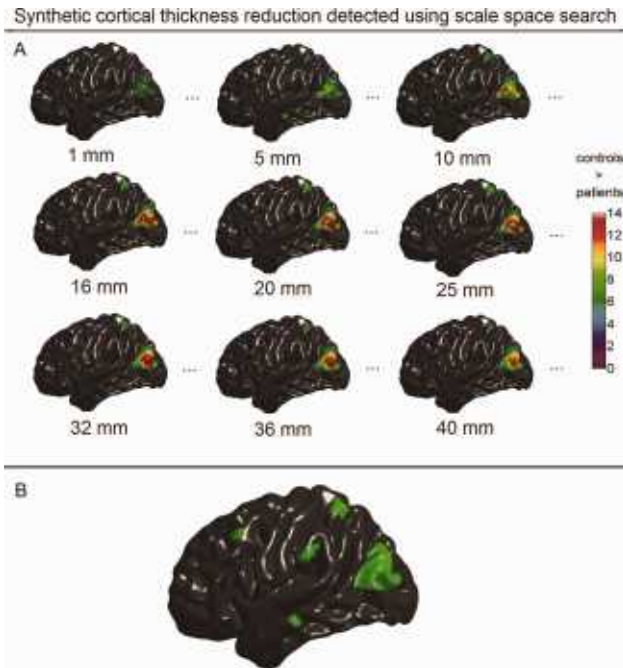 Synthetic cortical thickness reduction detected using scale space search
A
1 mm ... 5 mm ... 10 mm ...
controls
>
patients
16 mm ... 20 mm ... 25 mm ...
14
12
10
8
6
4
2
0
32 mm ... 36 mm ... 40 mm ...
B